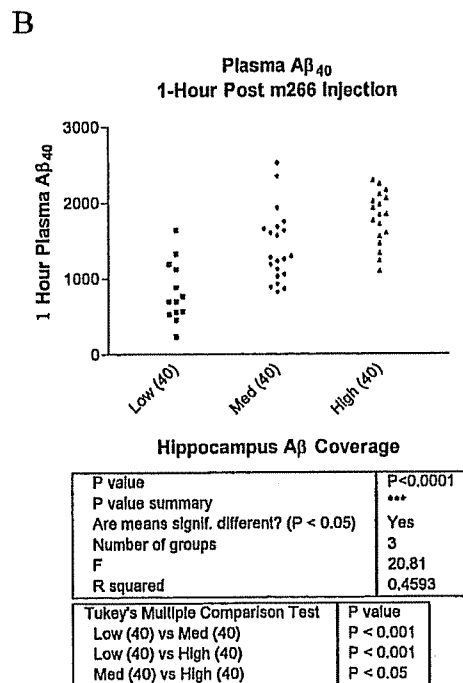 B
Plasma Aβ40
1-Hour Post m266 Injection
1 Hour Plasma Aβ40
3000
2000
1000
0
Low (40)
Med (40)
High (40)
Hippocampus Aβ Coverage
P value P<0.0001
P value summary ***
Are means signif. different? (P < 0.05) Yes
Number of groups 3
F 20.81
R squared 0.4593
Tukey's Multiple Comparison Test P value
Low (40) vs Med (40) P < 0.001
Low (40) vs High (40) P < 0.001
Med (40) vs High (40) P < 0.05